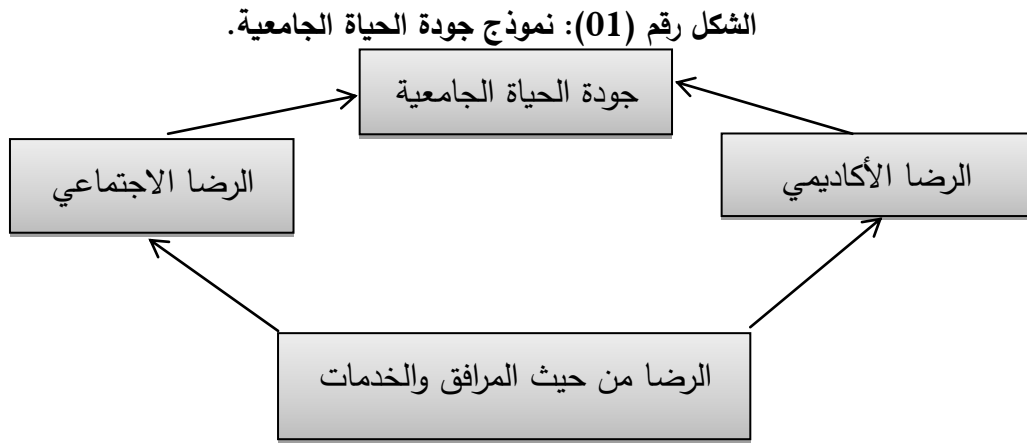 الشكل رقم (01): نموذج جودة الحياة الجامعية.
جودة الحياة الجامعية
الرضا الأكاديمي
الرضا الاجتماعي
الرضا من حيث المرافق والخدمات